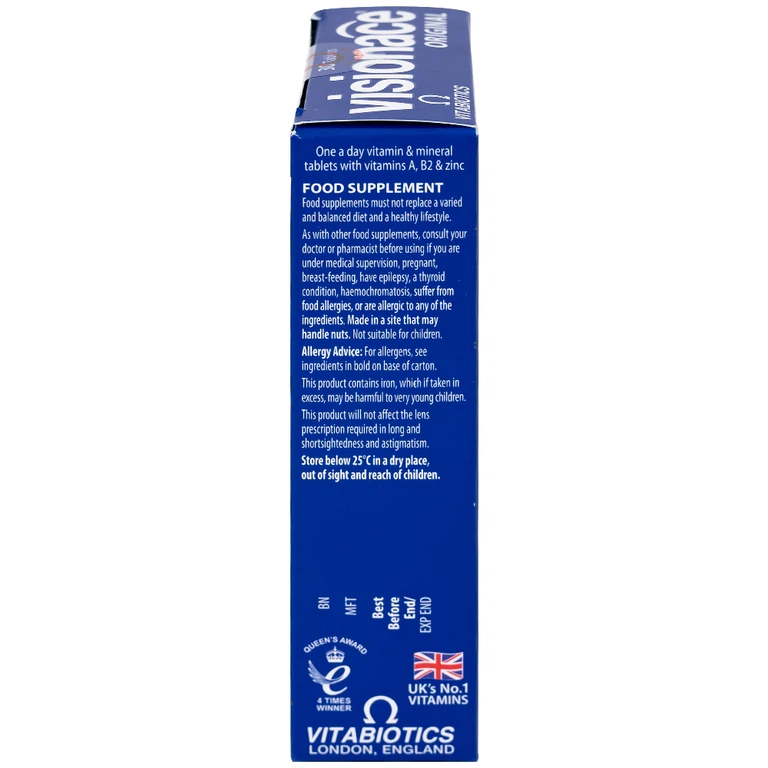 30 Tablets
visionace®
ORIGINAL
VITABIOTICS
One a day vitamin & mineral
tablets with vitamins A, B2 & zinc
FOOD SUPPLEMENT
Food supplements must not replace a varied
and balanced diet and a healthy lifestyle.
As with other food supplements, consult your
doctor or pharmacist before using if you are
under medical supervision, pregnant,
breast-feeding, have epilepsy, a thyroid
condition, haemochromatosis, suffer from
food allergies, or are allergic to any of the
ingredients. Made in a site that may
handle nuts. Not suitable for children.
Allergy Advice: For allergens, see
ingredients in bold on base of carton.
This product contains iron, which if taken in
excess, may be harmful to very young children.
This product will not affect the lens
prescription required in long and
shortsightedness and astigmatism.
Store below 25°C in a dry place,
out of sight and reach of children.
BN
MFT
Best
Before
End/
EXP END
QUEEN'S AWARD
4 TIMES
WINNER
UK's No.1
VITAMINS
VITABIOTICS
LONDON, ENGLAND